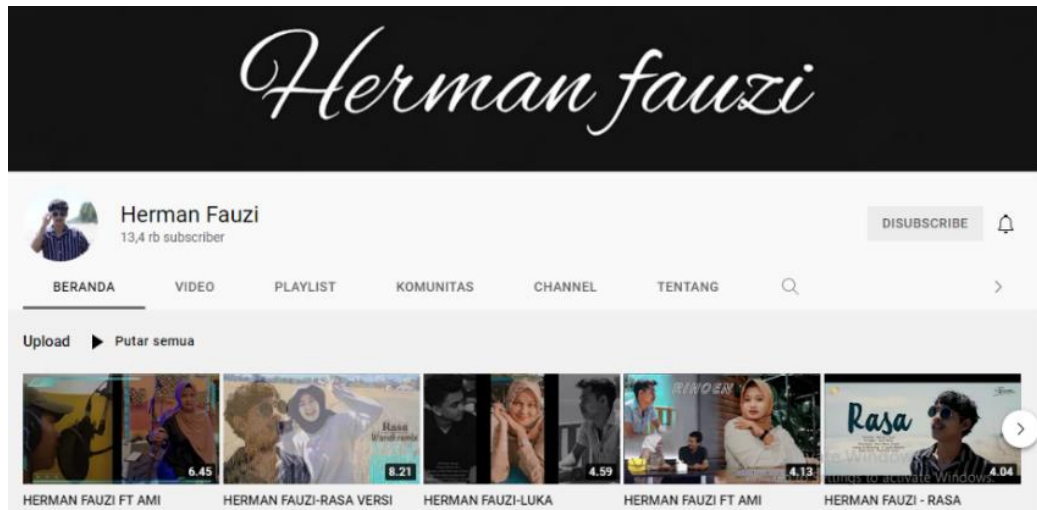 Herman fauzi
Herman Fauzi
13,4 rb subscriber
DISUBSCRIBE
BERANDA VIDEO PLAYLIST KOMUNITAS CHANNEL TENTANG
Upload Putar semua
Rasa
RINDEN
Rasa
6.45 8.21 4.59 4.13 4.04
HERMAN FAUZI FT AMI HERMAN FAUZI-RASA VERSI HERMAN FAUZI-LUKA HERMAN FAUZI FT AMI HERMAN FAUZI - RASA